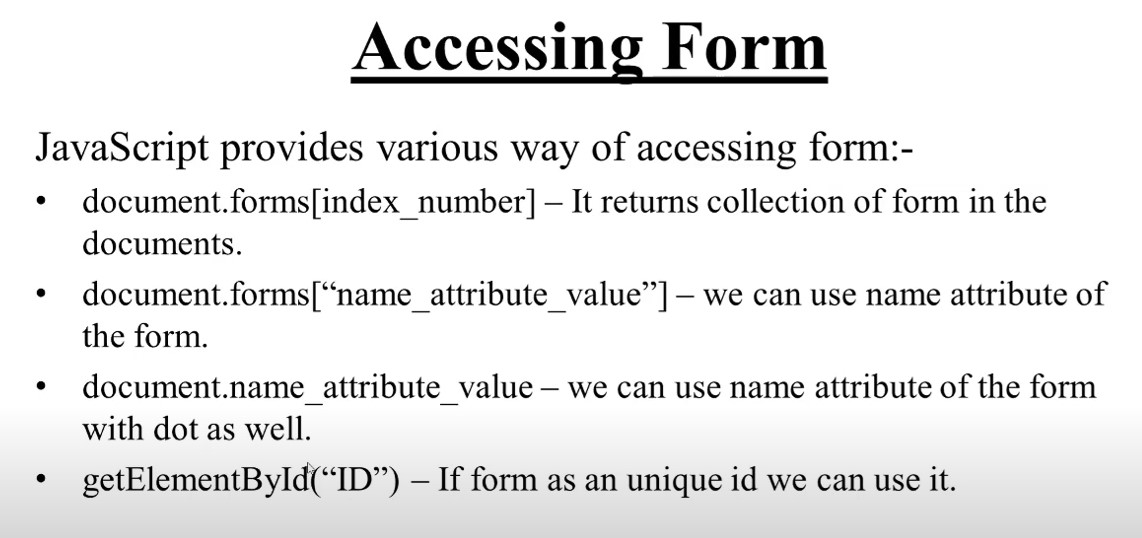 Accessing Form
JavaScript provides various way of accessing form:-
• document.forms[index_number] – It returns collection of form in the
documents.
• document.forms[“name_attribute_value”] – we can use name attribute of
the form.
• document.name_attribute_value – we can use name attribute of the form
with dot as well.
• getElementById(“ID”) – If form as an unique id we can use it.